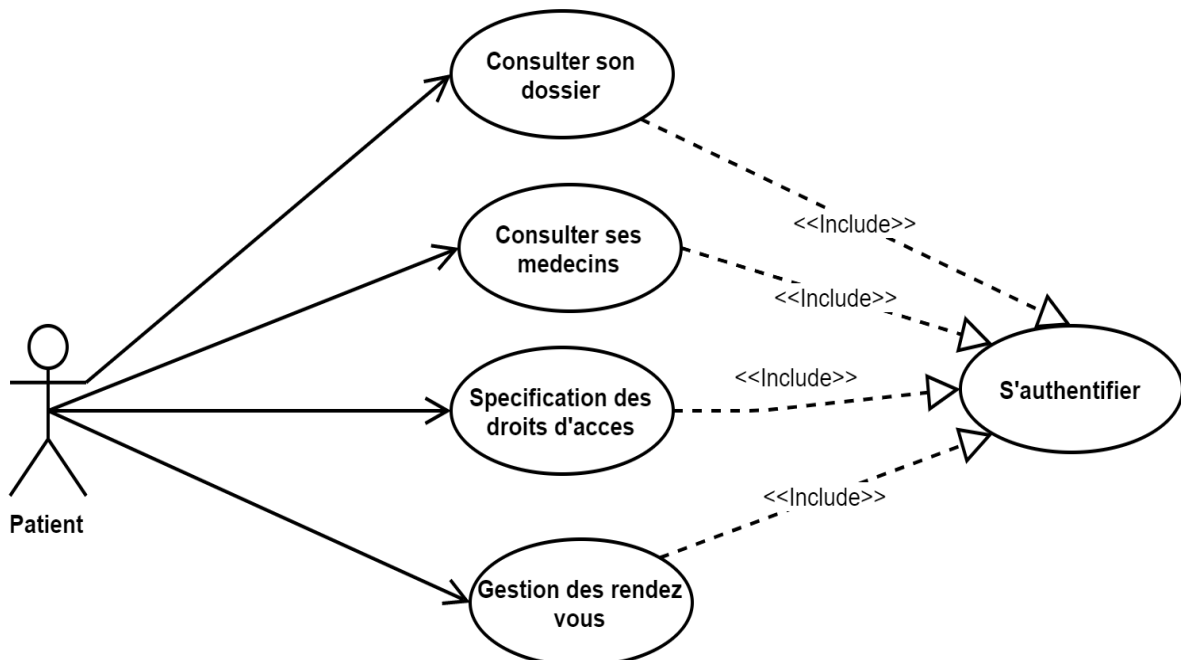 Consulter son
dossier
<<Include>>
Consulter ses
medecins
<<Include>>
Specification des
droits d'acces
<<Include>>
S'authentifier
<<Include>>
Patient
Gestion des rendez
vous